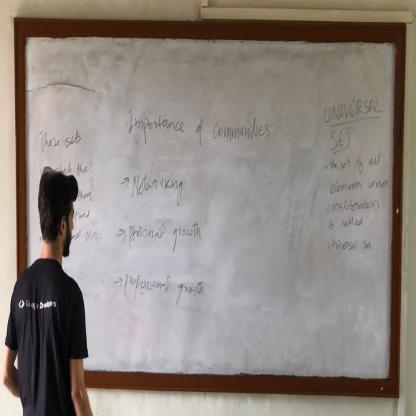 Those sets
Importance of communities
→ Networking
→ Personal growth
→ Professional growth
UNIVERSAL
SET
the set of all
elements under
consideration
is called
universal set